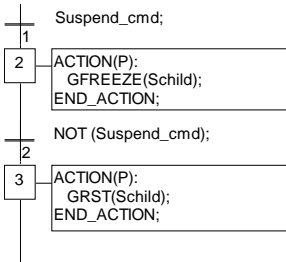 Suspend_cmd;
1
2
ACTION(P):
GFREEZE(Schild);
END_ACTION;
NOT (Suspend_cmd);
2
3
ACTION(P):
GRST(Schild);
END_ACTION;